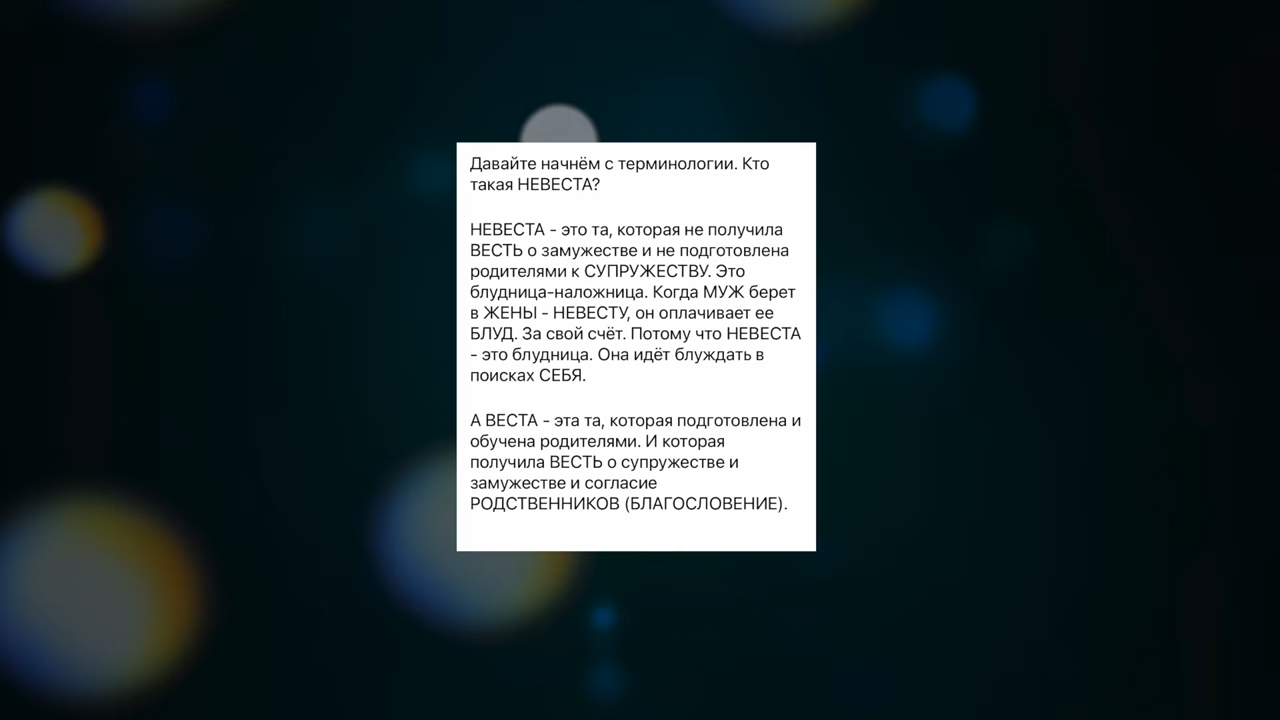 Давайте начнём с терминологии. Кто
такая НЕВЕСТА?
НЕВЕСТА - это та, которая не получила
ВЕСТЬ о замужестве и не подготовлена
родителями к СУПРУЖЕСТВУ. Это
блудница-наложница. Когда МУЖ берет
в ЖЕНЫ - НЕВЕСТУ, он оплачивает ее
БЛУД. За свой счёт. Потому что НЕВЕСТА
- это блудница. Она идёт блуждать в
поисках СЕБЯ.
А ВЕСТА - эта та, которая подготовлена и
обучена родителями. И которая
получила ВЕСТЬ о супружестве и
замужестве и согласие
РОДСТВЕННИКОВ (БЛАГОСЛОВЕНИЕ).